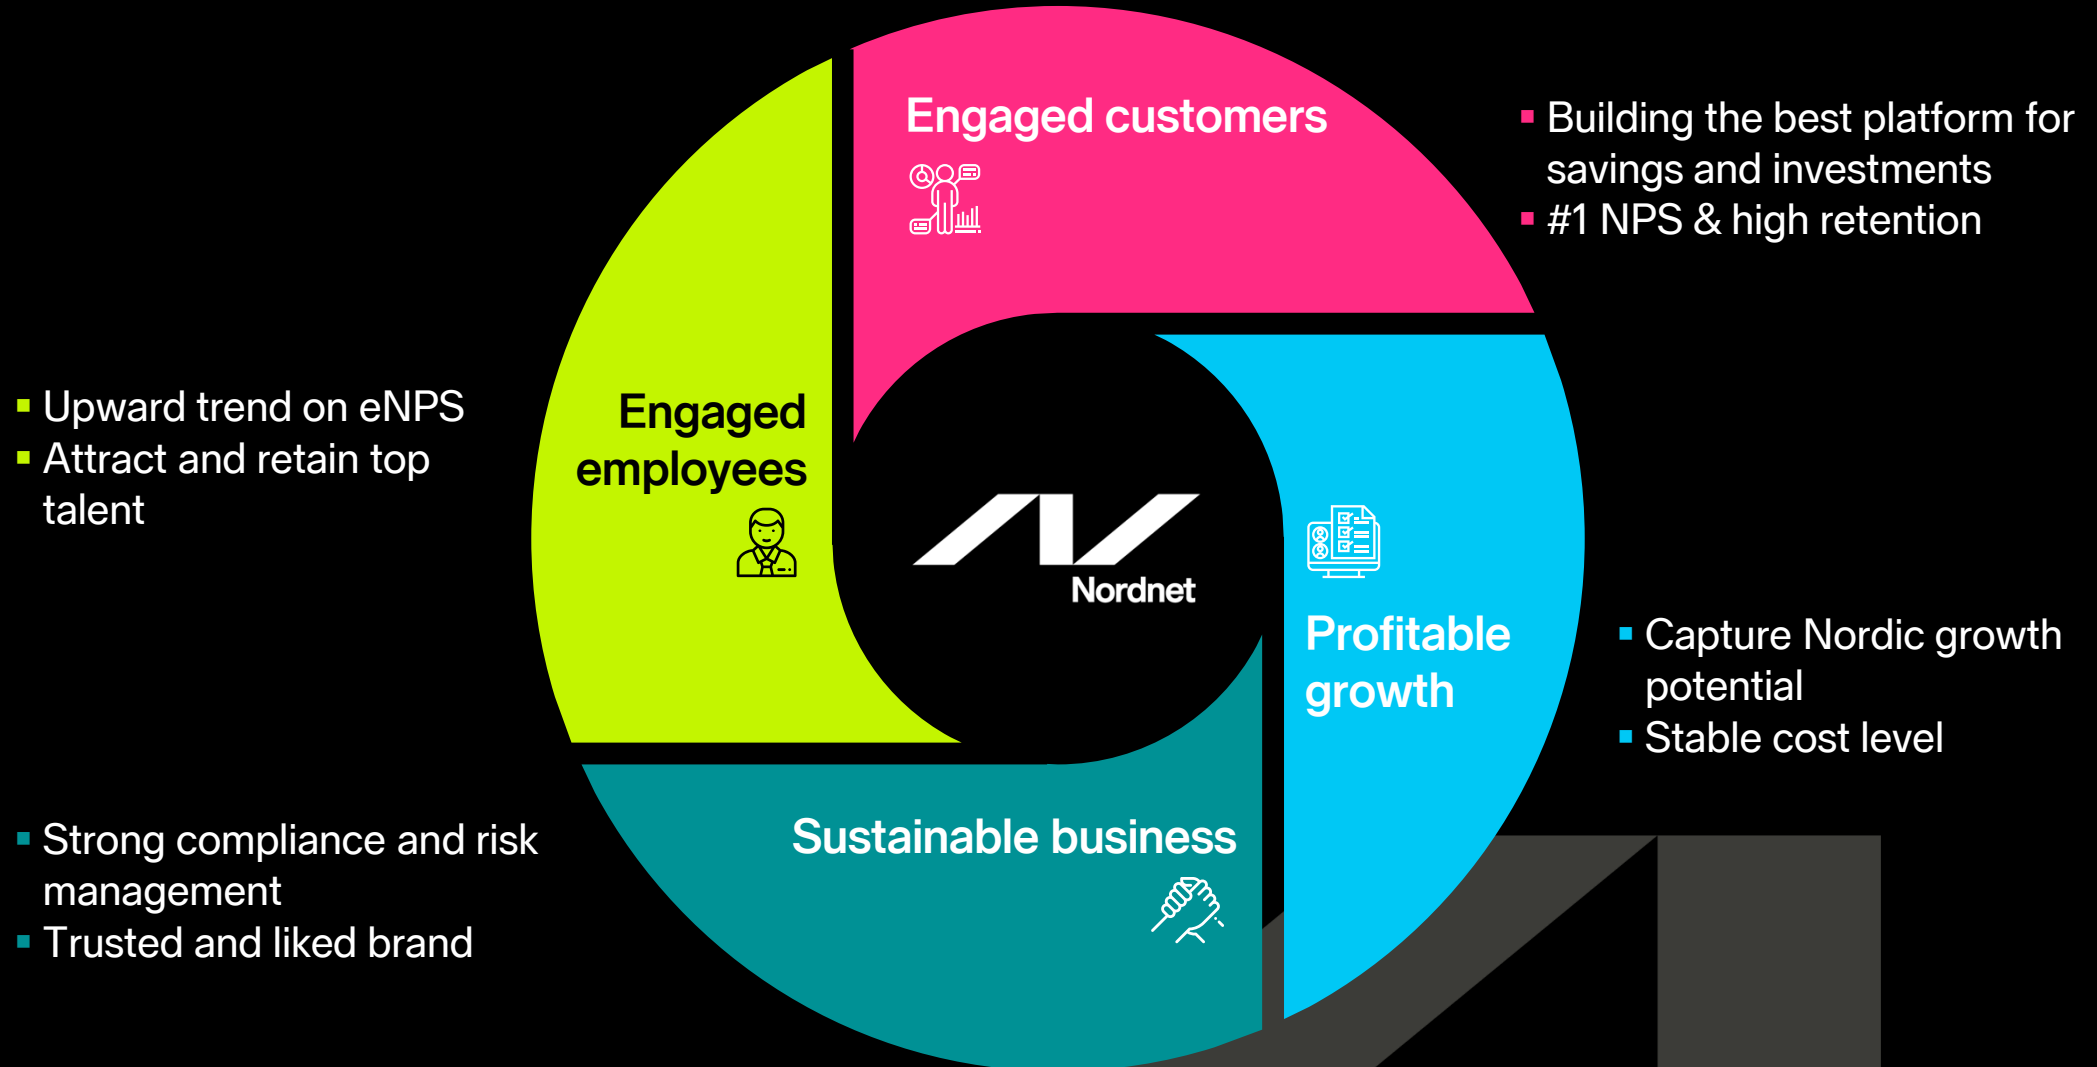 Engaged customers
▪ Building the best platform for
savings and investments
▪ #1 NPS & high retention
▪ Upward trend on eNPS
▪ Attract and retain top
talent
Engaged
employees
Nordnet
Profitable
growth
▪ Capture Nordic growth
potential
▪ Stable cost level
Sustainable business
▪ Strong compliance and risk
management
▪ Trusted and liked brand